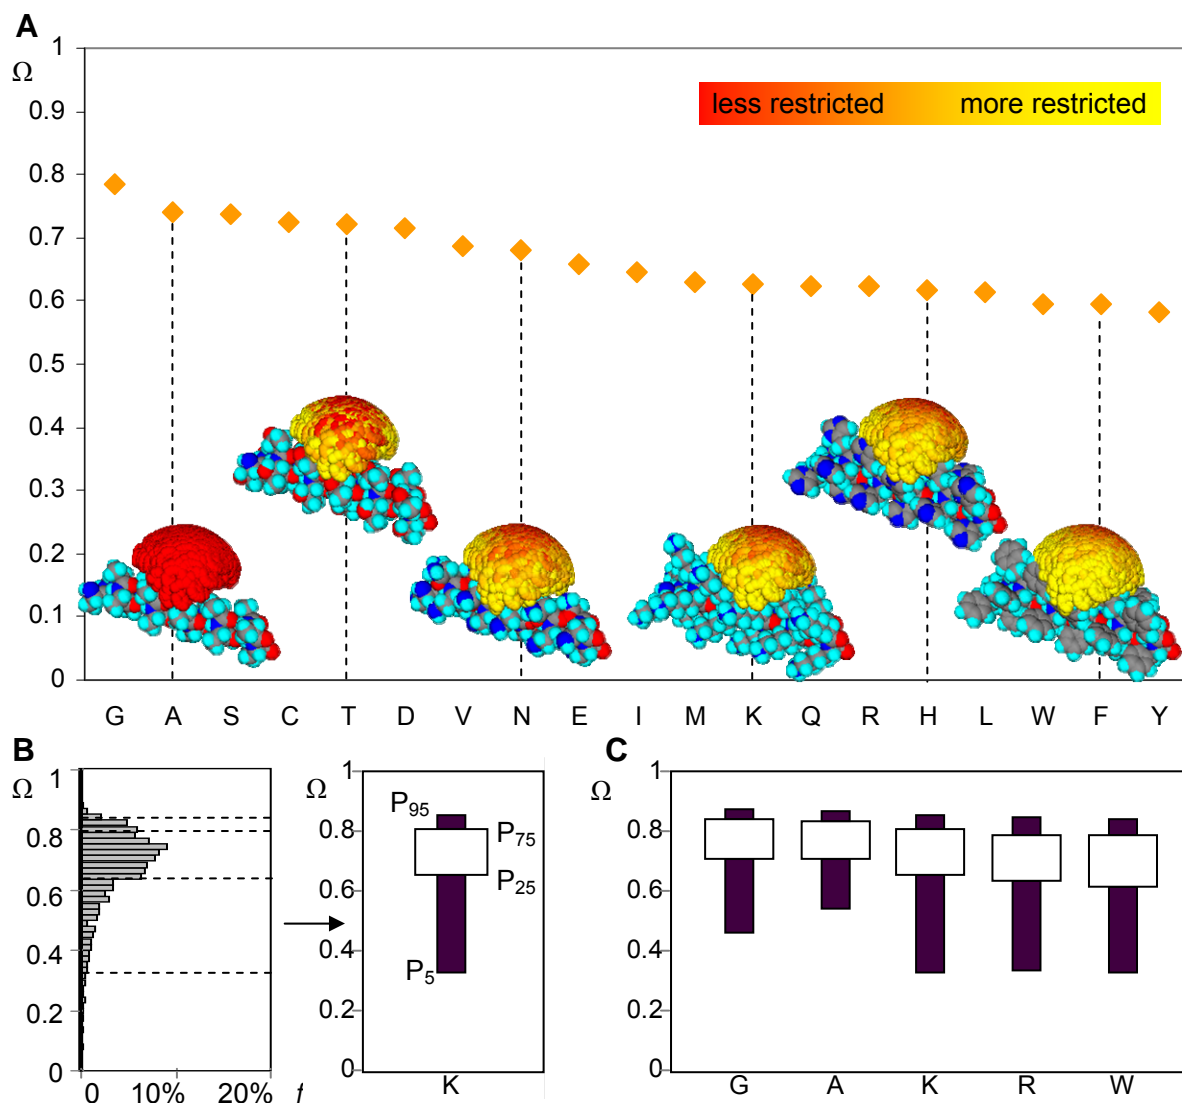 A
1
Ω
0.9
0.8
0.7
0.6
0.5
0.4
0.3
0.2
0.1
0
less restricted more restricted
G A S C T D V N E I M K Q R H L W F Y
B
1
Ω
0.8
0.6
0.4
0.2
0
0 10% 20% f
1
Ω
0.8
0.6
0.4
0.2
0
P95
P75
P25
P5
K
C
1
Ω
0.8
0.6
0.4
0.2
0
G A K R W